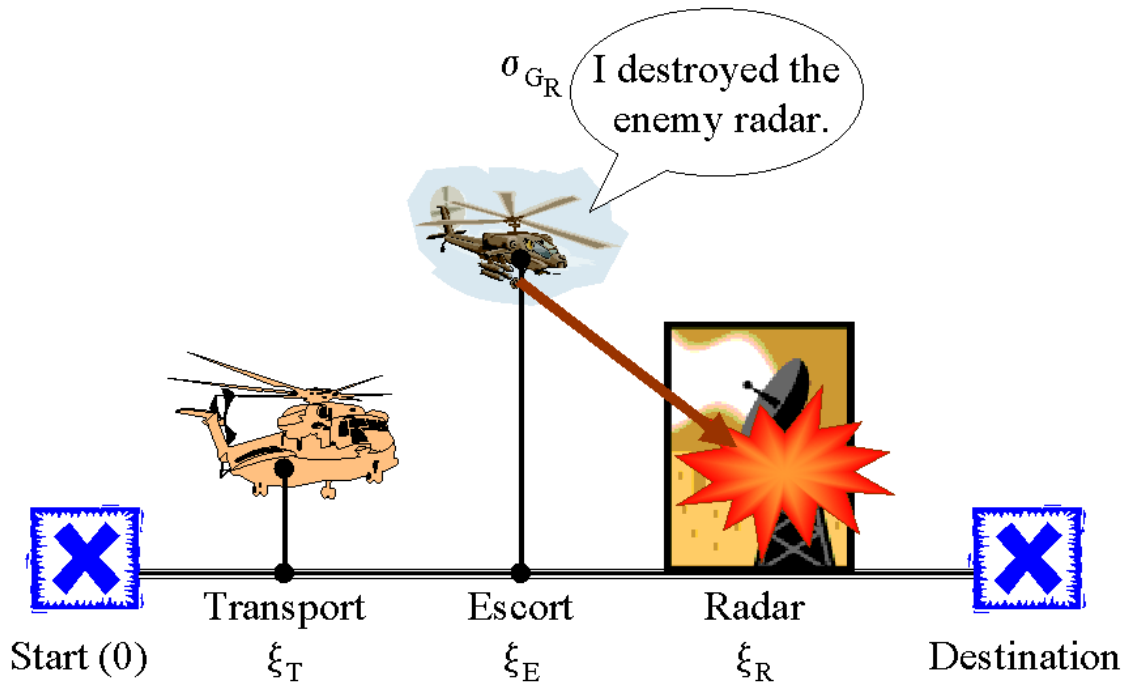 σ_{G_R}
I destroyed the
enemy radar.
Transport Escort Radar
Start (0) ξ_T ξ_E ξ_R Destination